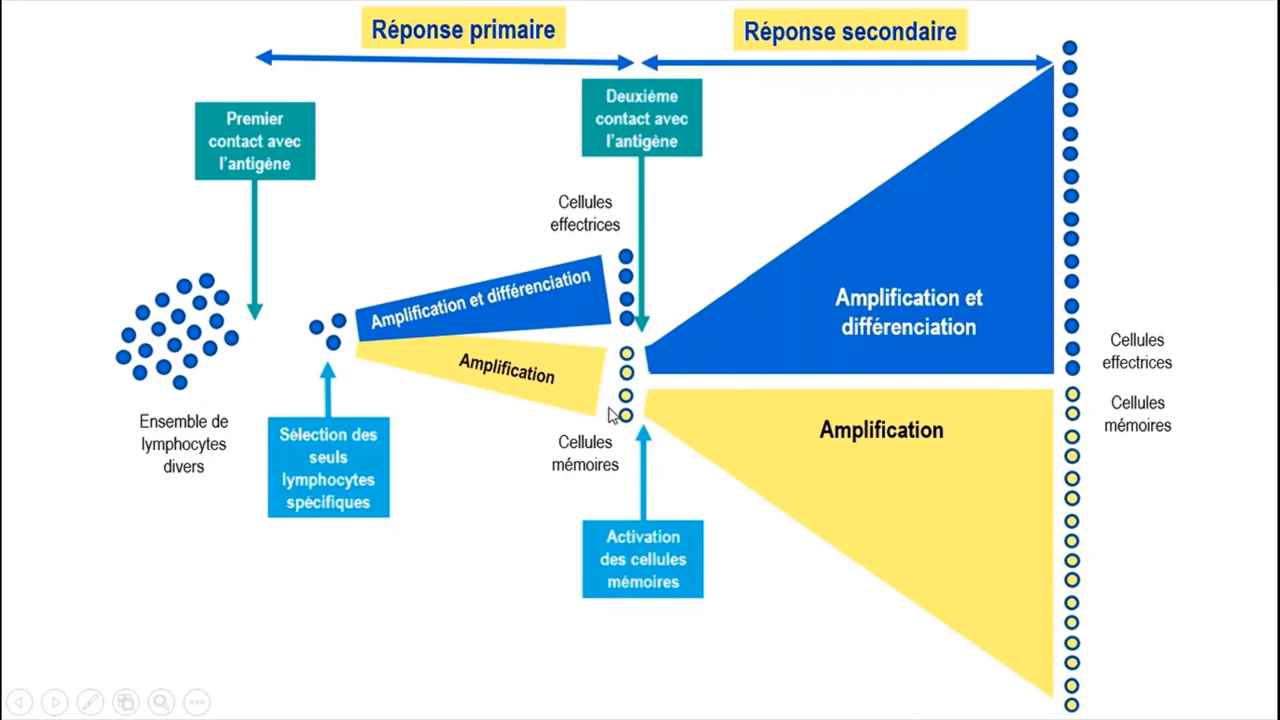 Réponse primaire
Réponse secondaire
Premier
contact avec
l'antigène
Deuxième
contact avec
l'antigène
Cellules
effectrices
Amplification et différenciation
Amplification
Ensemble de
lymphocytes
divers
Sélection des
seuls
lymphocytes
spécifiques
Cellules
mémoires
Activation
des cellules
mémoires
Amplification et
différenciation
Amplification
Cellules
effectrices
Cellules
mémoires